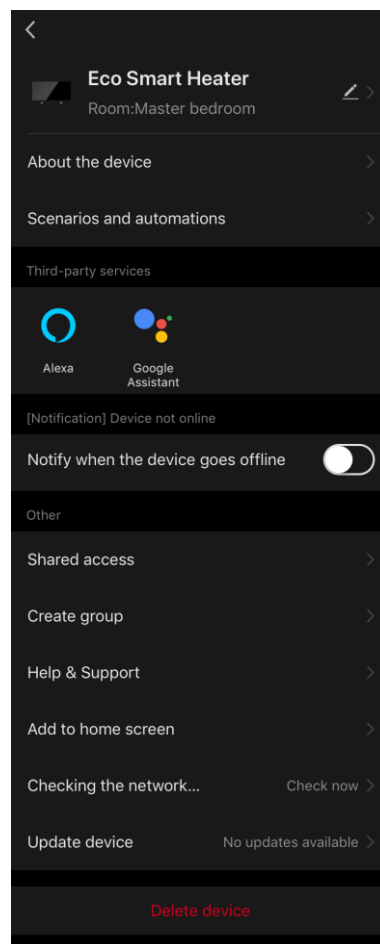 Eco Smart Heater
Room:Master bedroom
About the device
Scenarios and automations
Third-party services
Alexa
Google
Assistant
[Notification] Device not online
Notify when the device goes offline
Other
Shared access
Create group
Help & Support
Add to home screen
Checking the network... Check now
Update device No updates available
Delete device